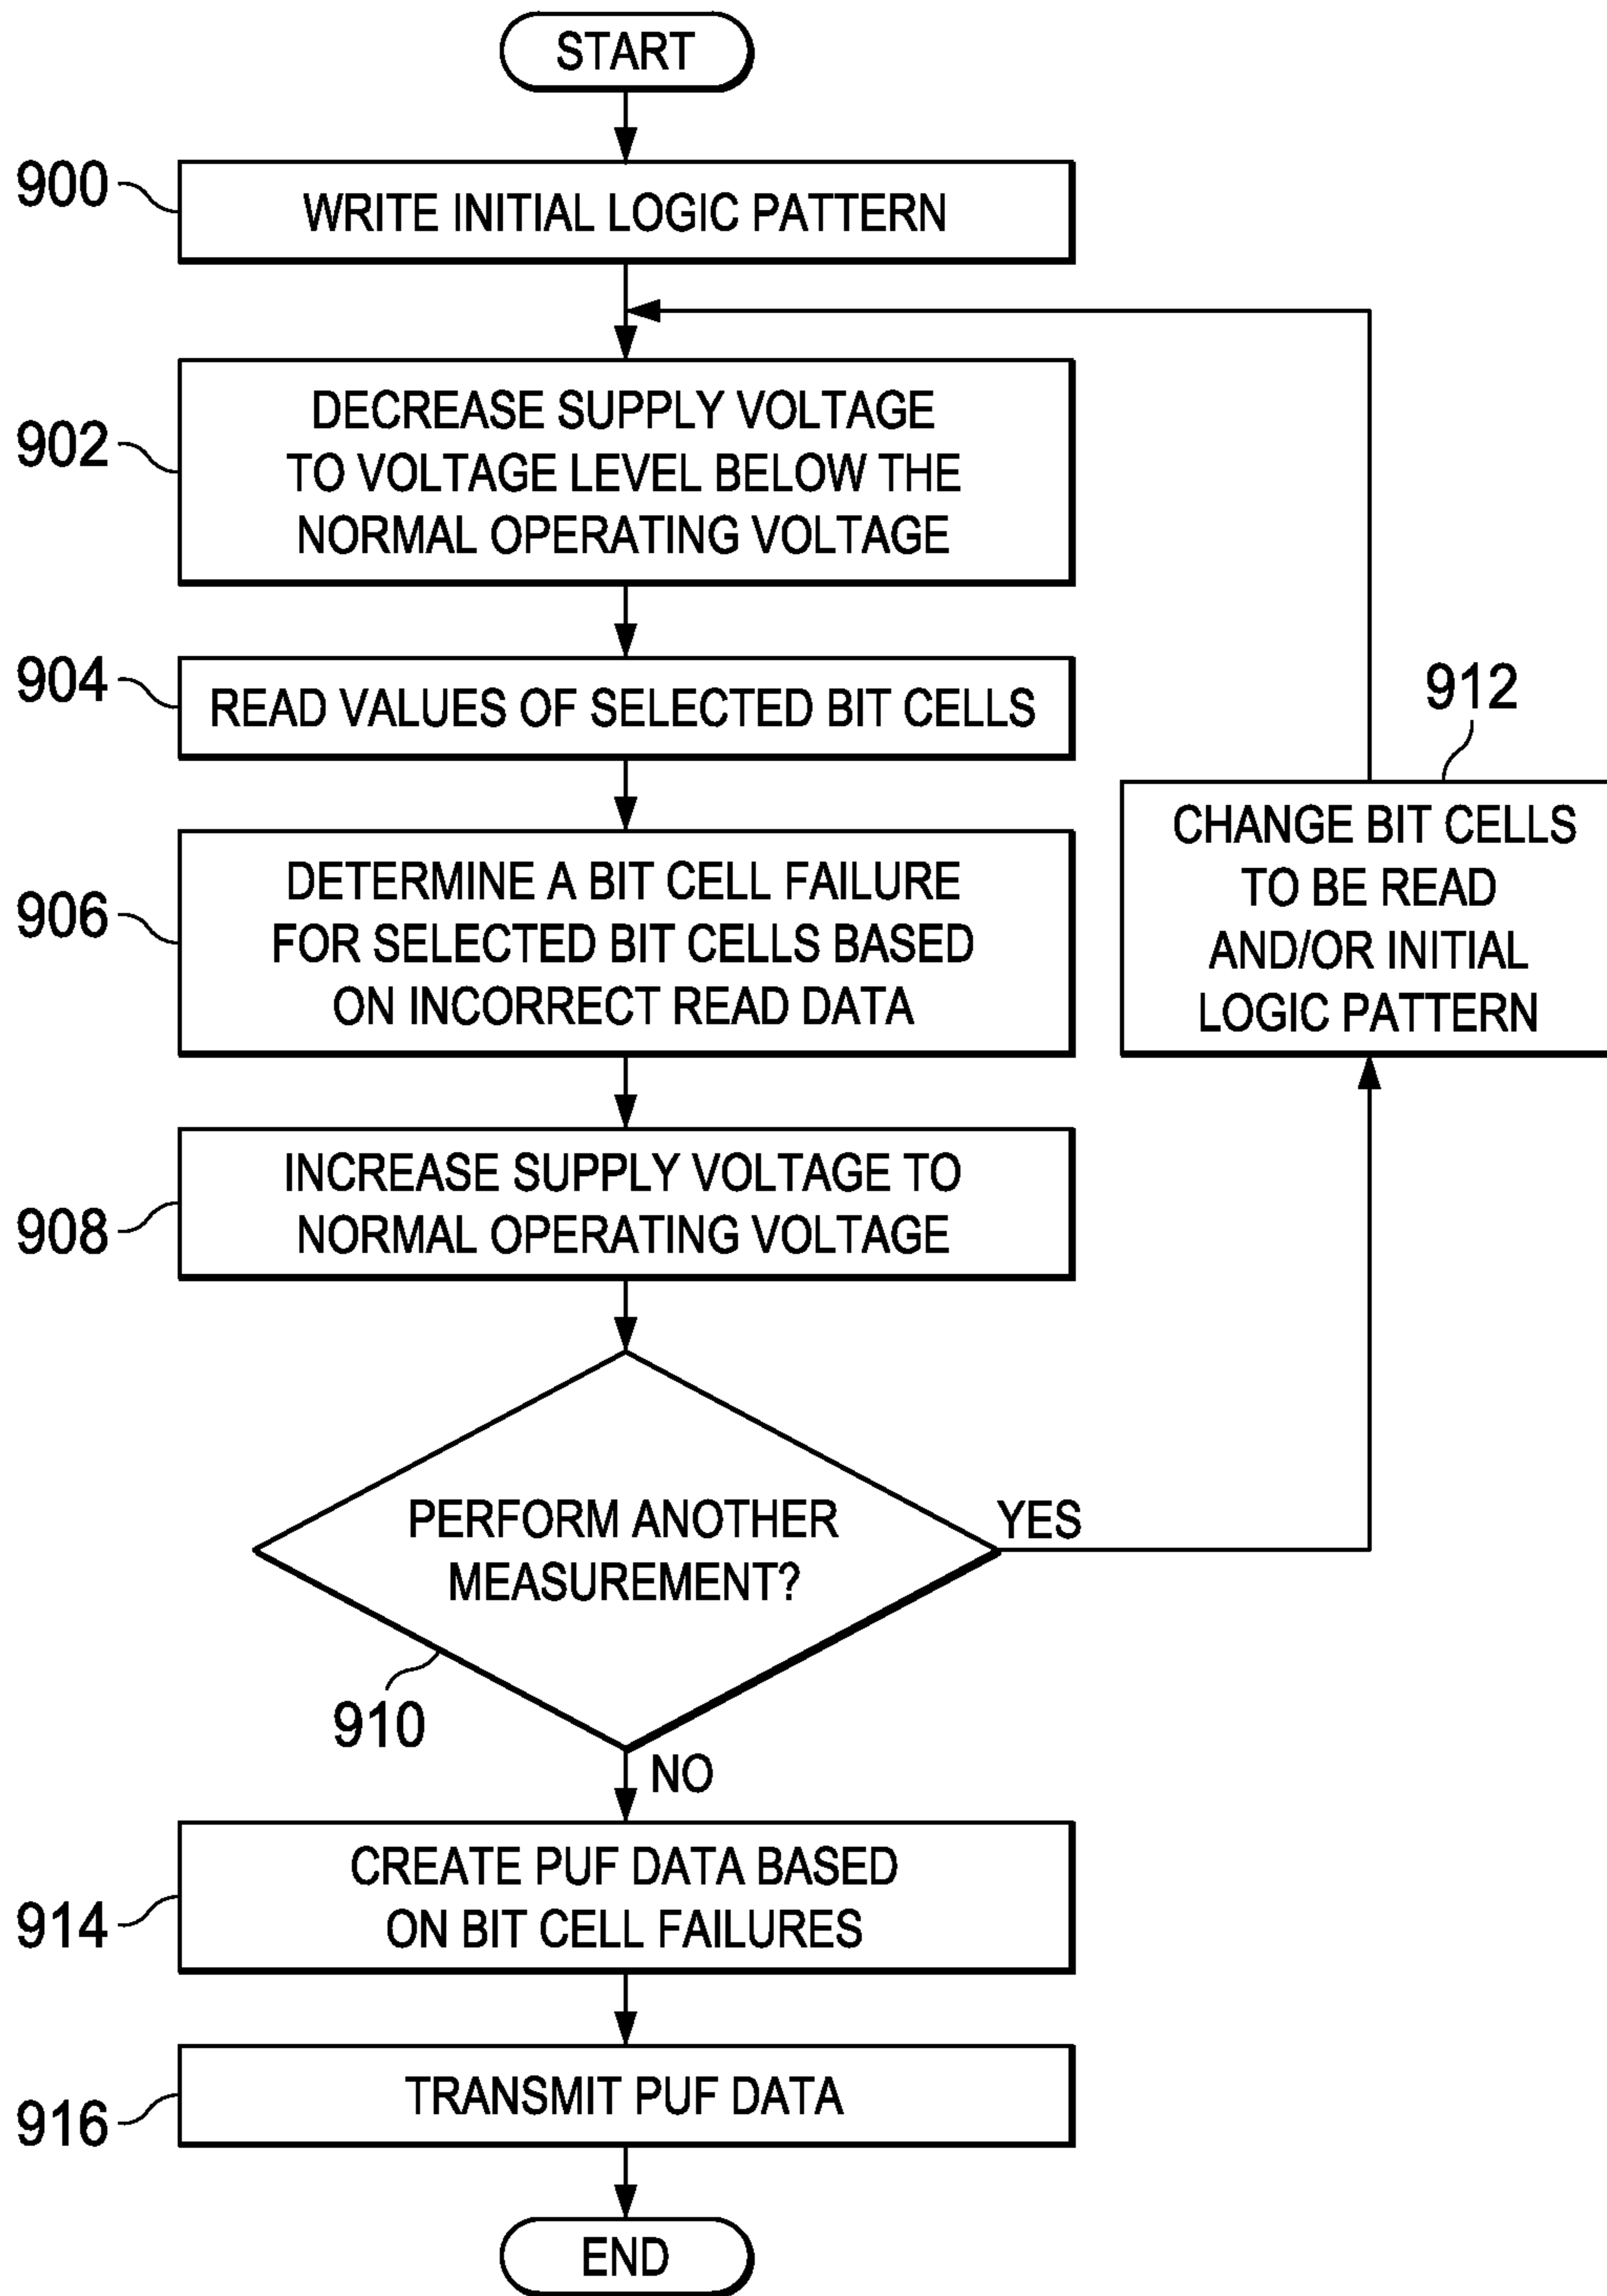 START
900
WRITE INITIAL LOGIC PATTERN
902
DECREASE SUPPLY VOLTAGE
TO VOLTAGE LEVEL BELOW THE
NORMAL OPERATING VOLTAGE
904
READ VALUES OF SELECTED BIT CELLS
906
DETERMINE A BIT CELL FAILURE
FOR SELECTED BIT CELLS BASED
ON INCORRECT READ DATA
912
CHANGE BIT CELLS
TO BE READ
AND/OR INITIAL
LOGIC PATTERN
908
INCREASE SUPPLY VOLTAGE TO
NORMAL OPERATING VOLTAGE
PERFORM ANOTHER
MEASUREMENT?
YES
910
NO
914
CREATE PUF DATA BASED
ON BIT CELL FAILURES
916
TRANSMIT PUF DATA
END